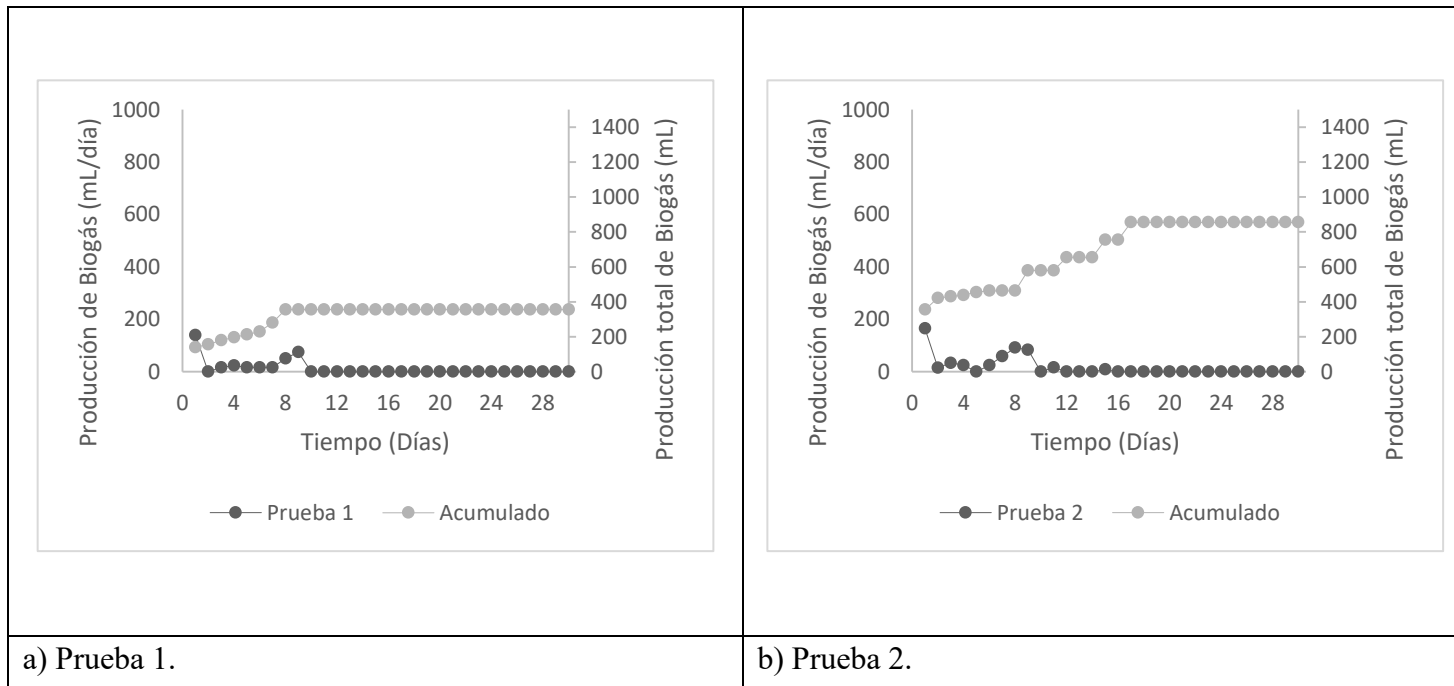 Producción de Biogás (mL/día)
1000
800
600
400
200
0
1400
1200
1000
800
600
400
200
0
Producción total de Biogás (mL)
0 4 8 12 16 20 24 28
Tiempo (Días)
Prueba 1 Acumulado
a) Prueba 1.
Producción de Biogás (mL/día)
1000
800
600
400
200
0
1400
1200
1000
800
600
400
200
0
Producción total de Biogás (mL)
0 4 8 12 16 20 24 28
Tiempo (Días)
Prueba 2 Acumulado
b) Prueba 2.